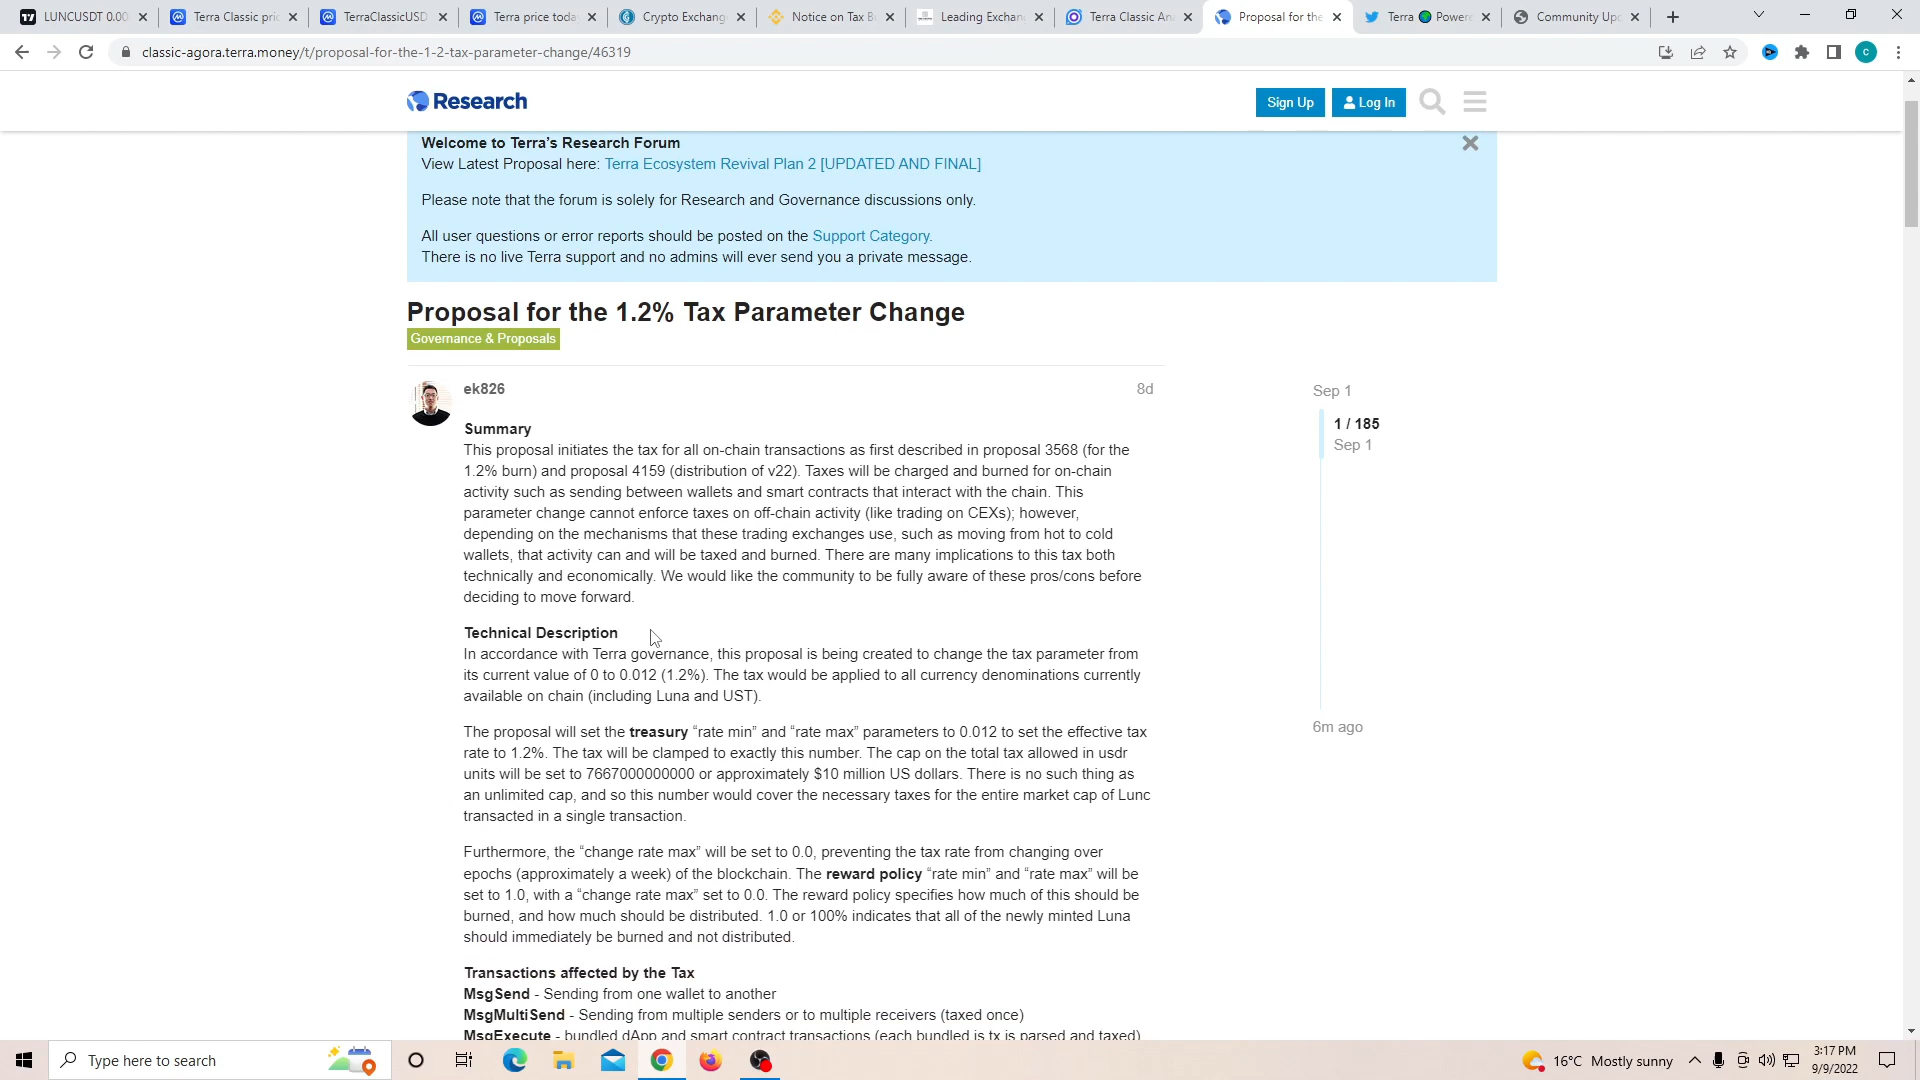 LUNCUSDT 0.00
Terra Classic pric
TerraClassicUSD
Terra price toda
Crypto Exchang
Notice on Tax B
Leading Exchan
Terra Classic An
Proposal for the
Terra Powere
Community Upd
classic-agora.terra.money/t/proposal-for-the-1-2-tax-parameter-change/46319
Research
Sign Up
Log In
Welcome to Terra's Research Forum
View Latest Proposal here: Terra Ecosystem Revival Plan 2 [UPDATED AND FINAL]
Please note that the forum is solely for Research and Governance discussions only.
All user questions or error reports should be posted on the Support Category.
There is no live Terra support and no admins will ever send you a private message.
Proposal for the 1.2% Tax Parameter Change
Governance & Proposals
ek826
8d
Summary
This proposal initiates the tax for all on-chain transactions as first described in proposal 3568 (for the
1.2% burn) and proposal 4159 (distribution of v22). Taxes will be charged and burned for on-chain
activity such as sending between wallets and smart contracts that interact with the chain. This
parameter change cannot enforce taxes on off-chain activity (like trading on CEXs); however,
depending on the mechanisms that these trading exchanges use, such as moving from hot to cold
wallets, that activity can and will be taxed and burned. There are many implications to this tax both
technically and economically. We would like the community to be fully aware of these pros/cons before
deciding to move forward.
Technical Description
In accordance with Terra governance, this proposal is being created to change the tax parameter from
its current value of 0 to 0.012 (1.2%). The tax would be applied to all currency denominations currently
available on chain (including Luna and UST).
The proposal will set the treasury “rate min” and “rate max” parameters to 0.012 to set the effective tax
rate to 1.2%. The tax will be clamped to exactly this number. The cap on the total tax allowed in usdr
units will be set to 7667000000000 or approximately $10 million US dollars. There is no such thing as
an unlimited cap, and so this number would cover the necessary taxes for the entire market cap of Lunc
transacted in a single transaction.
Furthermore, the “change rate max” will be set to 0.0, preventing the tax rate from changing over
epochs (approximately a week) of the blockchain. The reward policy “rate min” and “rate max” will be
set to 1.0, with a “change rate max” set to 0.0. The reward policy specifies how much of this should be
burned, and how much should be distributed. 1.0 or 100% indicates that all of the newly minted Luna
should immediately be burned and not distributed.
Transactions affected by the Tax
MsgSend - Sending from one wallet to another
MsgMultiSend - Sending from multiple senders or to multiple receivers (taxed once)
MsgExecute - bundled dApp and smart contract transactions (each bundled is tx is parsed and taxed)
Sep 1
1 / 185
Sep 1
6m ago
Type here to search
16°C Mostly sunny
3:17 PM
9/9/2022